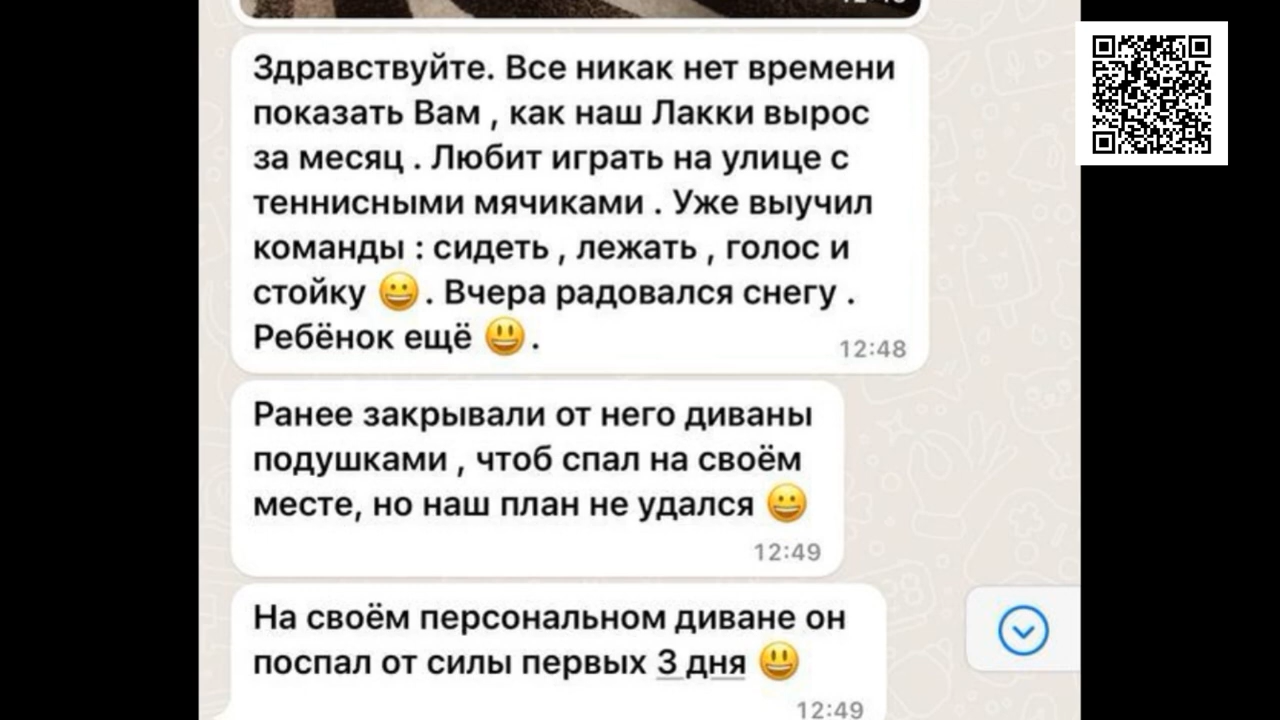 Здравствуйте. Все никак нет времени
показать Вам , как наш Лакки вырос
за месяц . Любит играть на улице с
теннисными мячиками . Уже выучил
команды : сидеть , лежать , голос и
стойку 😀 . Вчера радовался снегу .
Ребёнок ещё 😃 .
12:48
Ранее закрывали от него диваны
подушками , чтоб спал на своём
месте, но наш план не удался 😀
12:49
На своём персональном диване он
поспал от силы первых 3 дня 😃
12:49